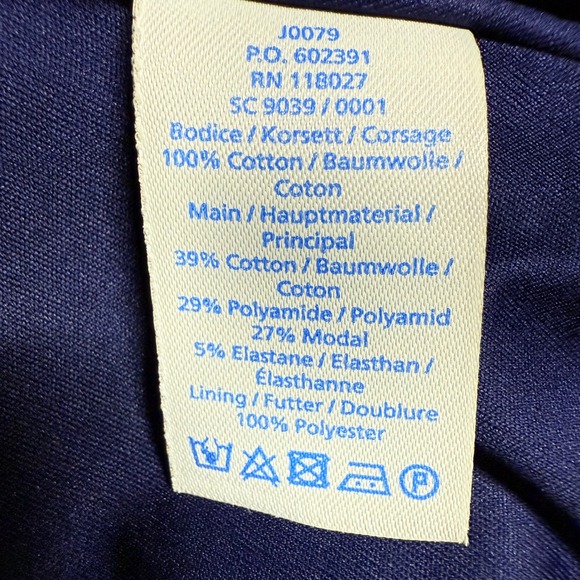 J0079
P.O. 602391
RN 118027
SC 9039 / 0001
Bodice / Korsett / Corsage
100% Cotton / Baumwolle /
Coton
Main / Hauptmaterial /
Principal
39% Cotton / Baumwolle /
Coton
29% Polyamide / Polyamid
27% Modal
5% Elastane / Elasthan /
Élasthanne
Lining / Futter / Doublure
100% Polyester
P